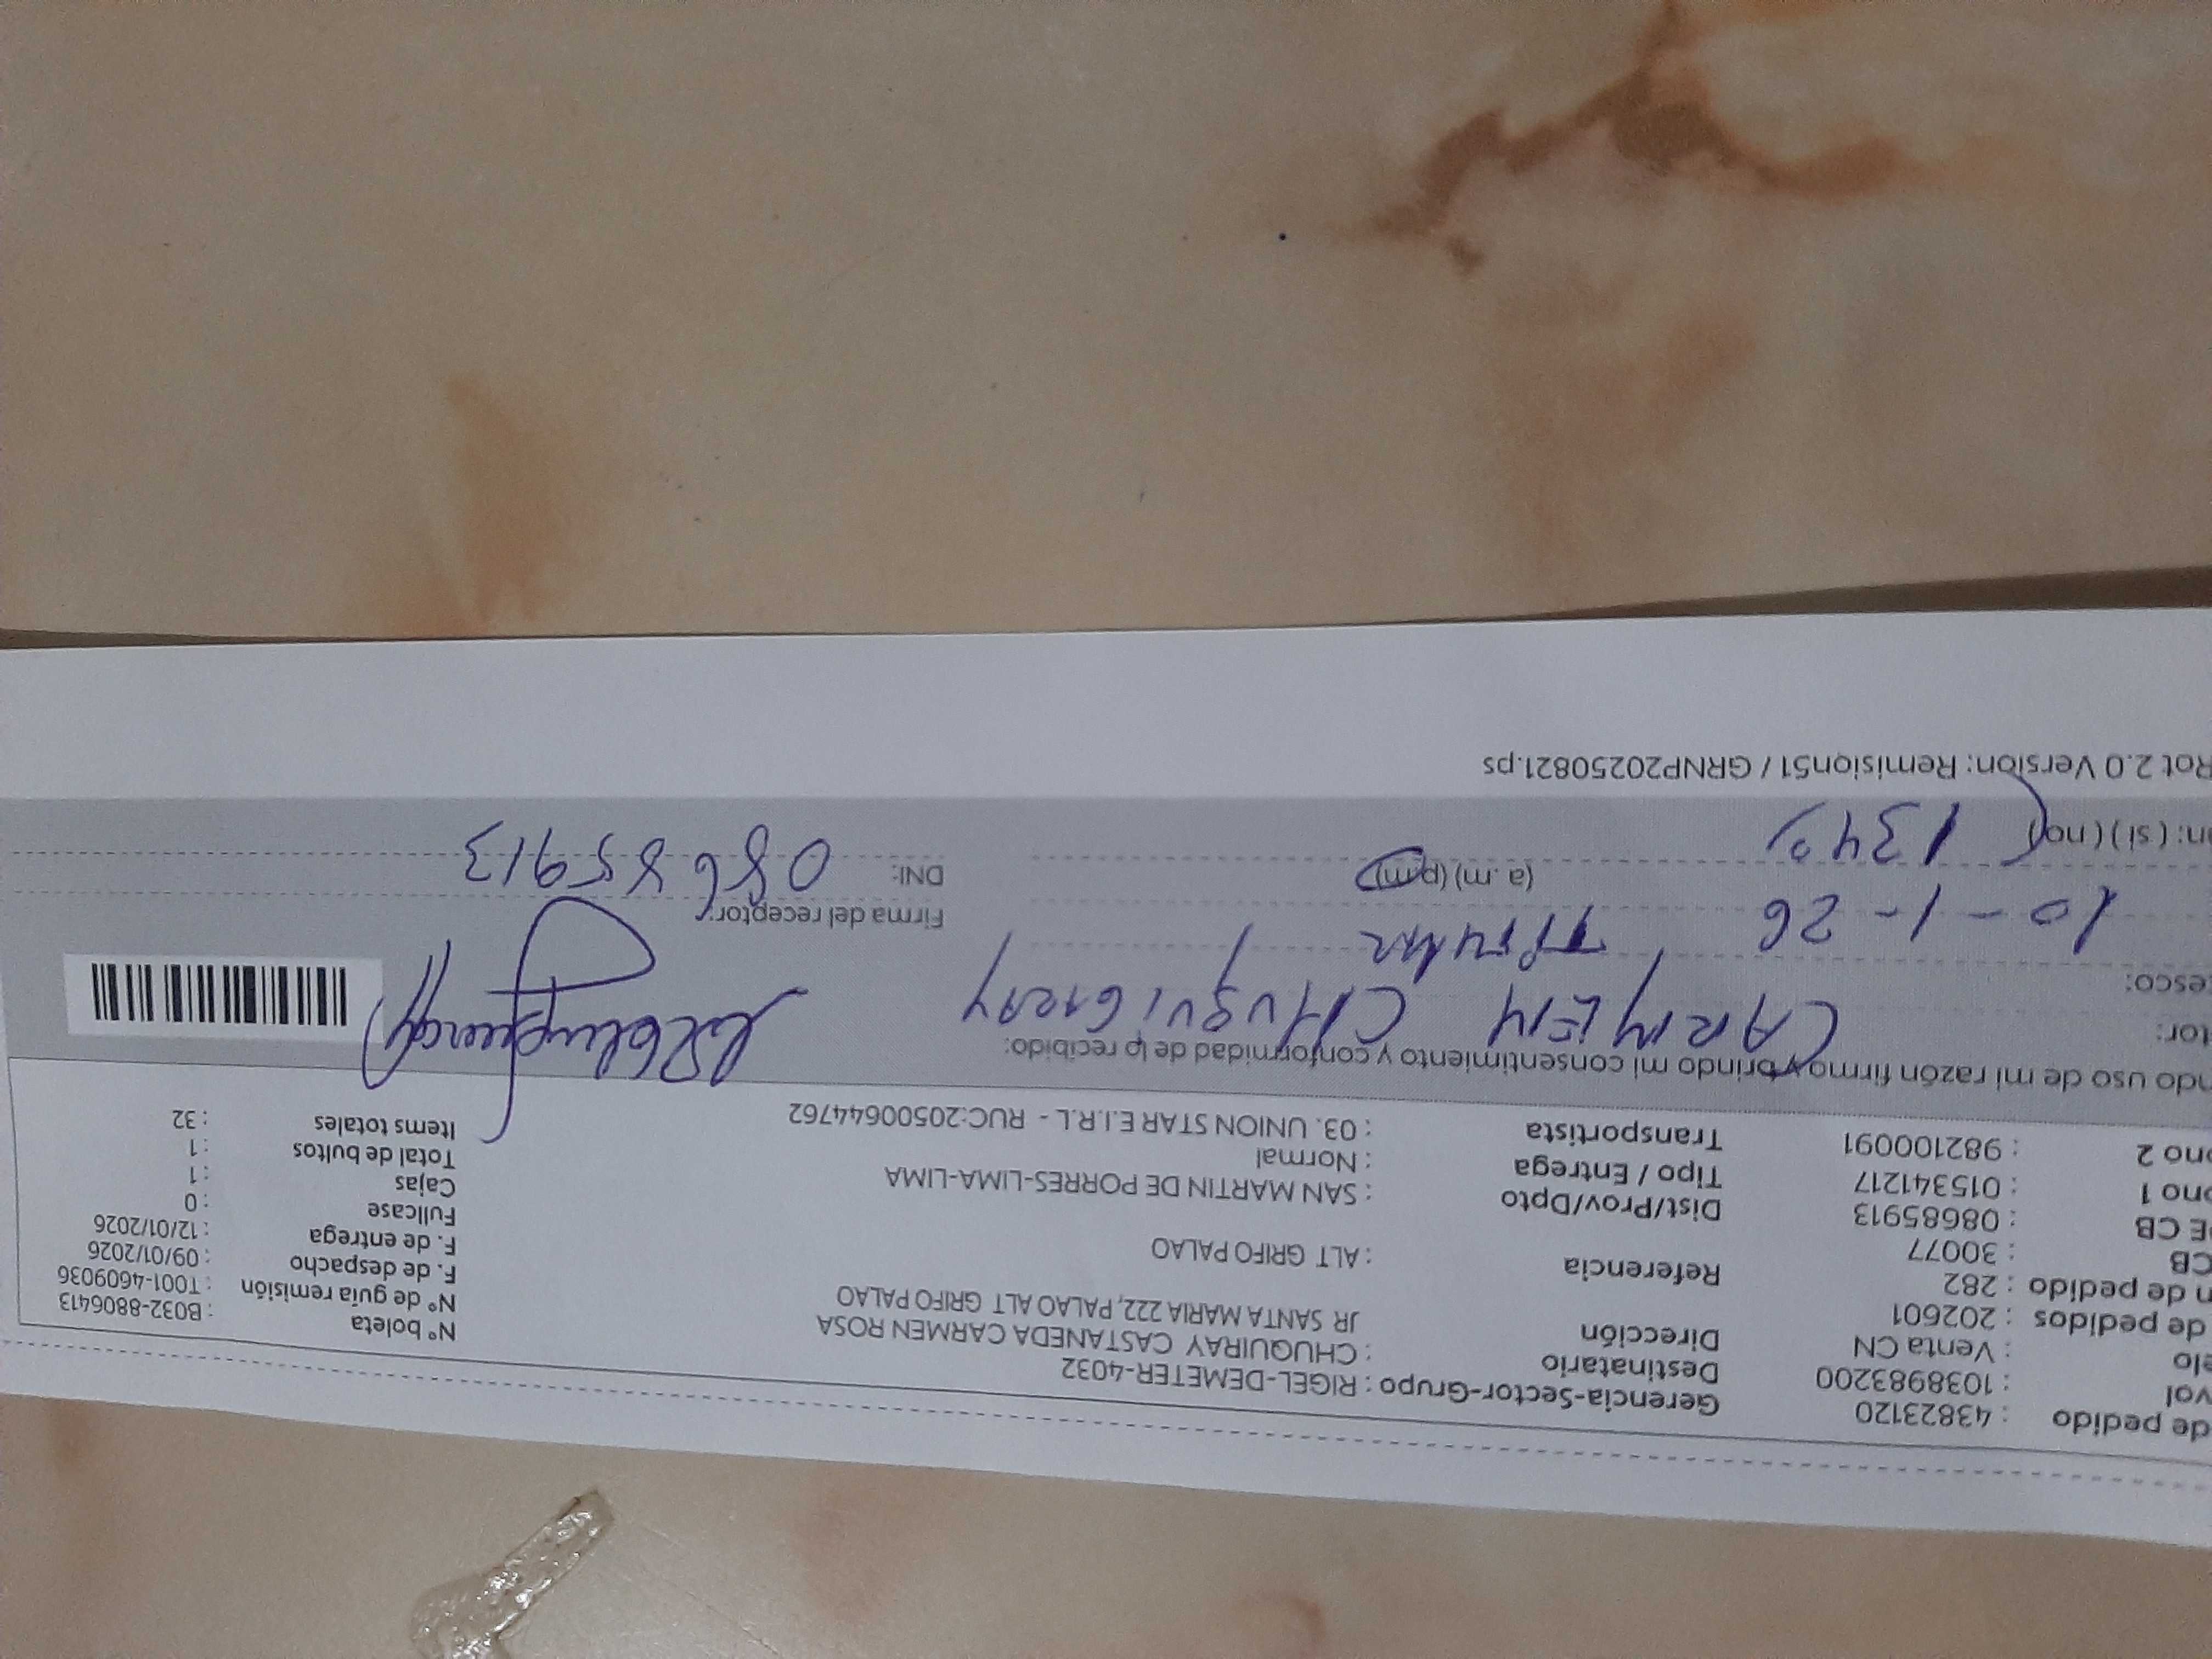 de pedido : 43823120 Gerencia-Sector-Grupo : RIGEL-DEMETER-4032
vol : 1038983200 Destinatario : CHUQUIRAY CASTANEDA CARMEN ROSA
elo : Venta CN Dirección JR SANTA MARIA 222, PALAO ALT GRIFO PALAO
de pedidos : 202601
n de pedido : 282 Referencia : ALT GRIFO PALAO
CB : 30077
E CB : 08685913 Dist/Prov/Dpto : SAN MARTIN DE PORRES-LIMA-LIMA
ono 1 : 015341217 Tipo / Entrega : Normal
ono 2 : 982100091 Transportista : 03. UNION STAR E.I.R.L - RUC:20500644762
Nº boleta : B032-8806413
Nº de guía remisión : T001-4609036
F. de despacho : 09/01/2026
F. de entrega : 12/01/2026
Fullcase : 0
Cajas : 1
Total de bultos : 1
Items totales : 32
ndo uso de mi razón firmo y brindo mi consentimiento y conformidad de lo recibido:
tor: CARMEN CHUQUIRAY
esco: TITULAR
10-1-26 (a.m) (p.m)
n: ( si ) ( no ) 134
Firma del receptor:
DNI: 08685913
Rot 2.0 Version: Remision51 / GRNP20250821.ps